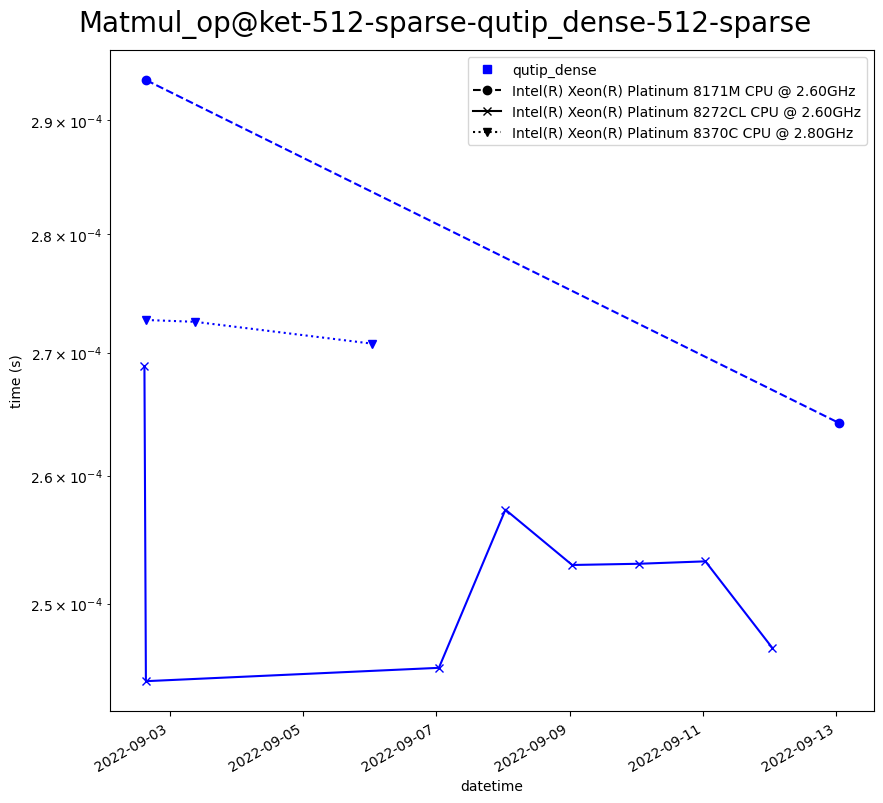 Matmul_op@ket-512-sparse-qutip_dense-512-sparse
qutip_dense
Intel(R) Xeon(R) Platinum 8171M CPU @ 2.60GHz
Intel(R) Xeon(R) Platinum 8272CL CPU @ 2.60GHz
Intel(R) Xeon(R) Platinum 8370C CPU @ 2.80GHz
time (s)
2.9 × 10⁻⁴
2.8 × 10⁻⁴
2.7 × 10⁻⁴
2.6 × 10⁻⁴
2.5 × 10⁻⁴
2022-09-03
2022-09-05
2022-09-07
2022-09-09
2022-09-11
2022-09-13
datetime